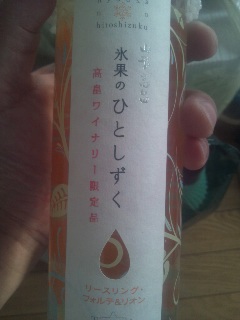 hitoshizuku
氷果の ひとしずく
高畠ワイナリー限定品
リースリング・
フォルテ&リオン